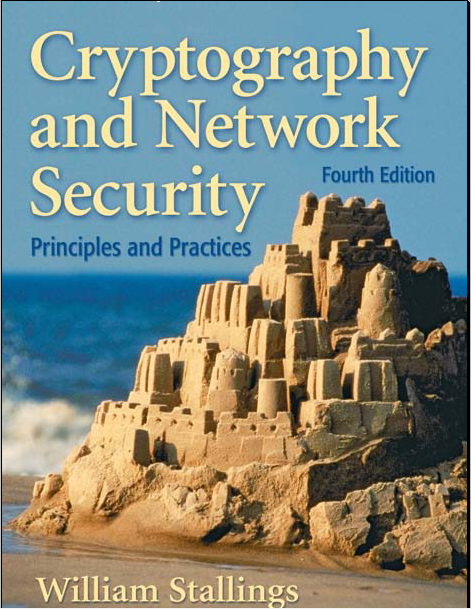 Cryptography
and Network
Security
Fourth Edition
Principles and Practices
William Stallings